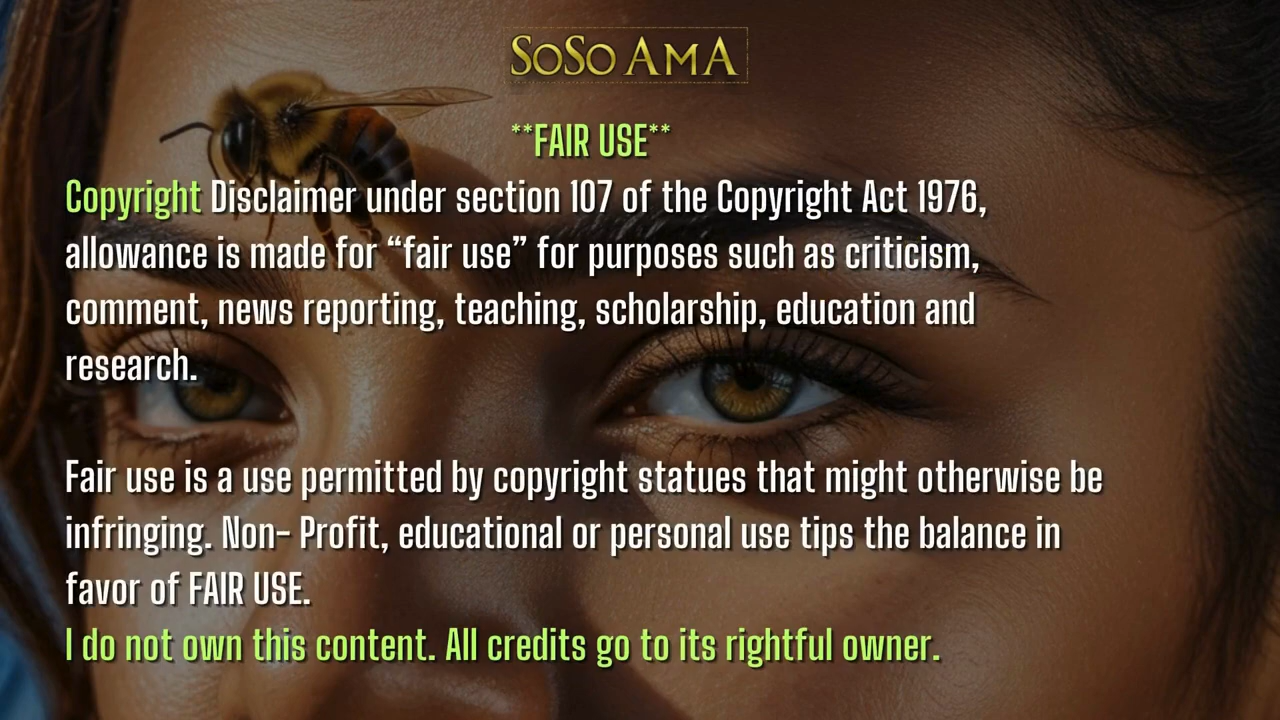 SoSo AmA
**FAIR USE**
Copyright Disclaimer under section 107 of the Copyright Act 1976,
allowance is made for “fair use” for purposes such as criticism,
comment, news reporting, teaching, scholarship, education and
research.
Fair use is a use permitted by copyright statues that might otherwise be
infringing. Non- Profit, educational or personal use tips the balance in
favor of FAIR USE.
I do not own this content. All credits go to its rightful owner.